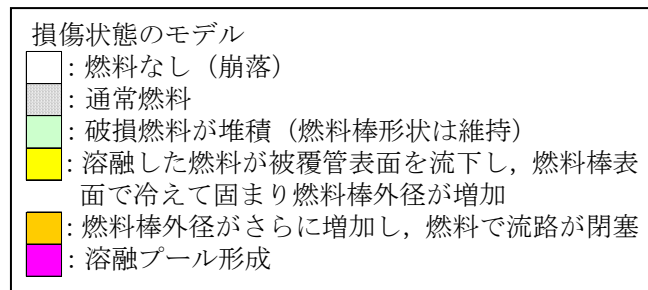 損傷状態のモデル
：燃料なし（崩落）
：通常燃料
：破損燃料が堆積（燃料棒形状は維持）
：溶融した燃料が被覆管表面を流下し，燃料棒表
面で冷えて固まり燃料棒外径が増加
：燃料棒外径がさらに増加し，燃料で流路が閉塞
：溶融プール形成